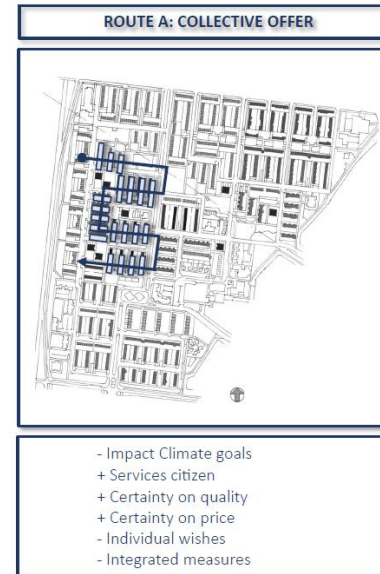 ROUTE A: COLLECTIVE OFFER
- Impact Climate goals
+ Services citizen
+ Certainty on quality
+ Certainty on price
- Individual wishes
- Integrated measures